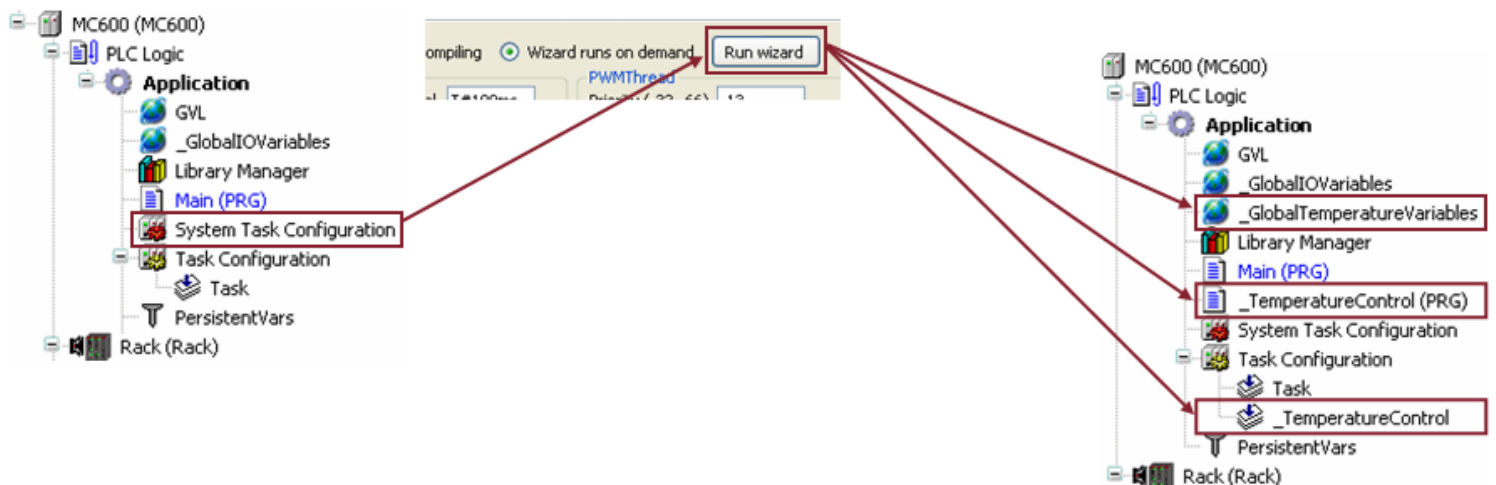 MC600 (MC600)
PLC Logic
Application
GVL
_GlobalIOVariables
Library Manager
Main (PRG)
System Task Configuration
Task Configuration
Task
PersistentVars
Rack (Rack)
ompiling Wizard runs on demand Run wizard
PWMThread
T#100ms
13
MC600 (MC600)
PLC Logic
Application
GVL
_GlobalIOVariables
_GlobalTemperatureVariables
Library Manager
Main (PRG)
_TemperatureControl (PRG)
System Task Configuration
Task Configuration
Task
_TemperatureControl
PersistentVars
Rack (Rack)